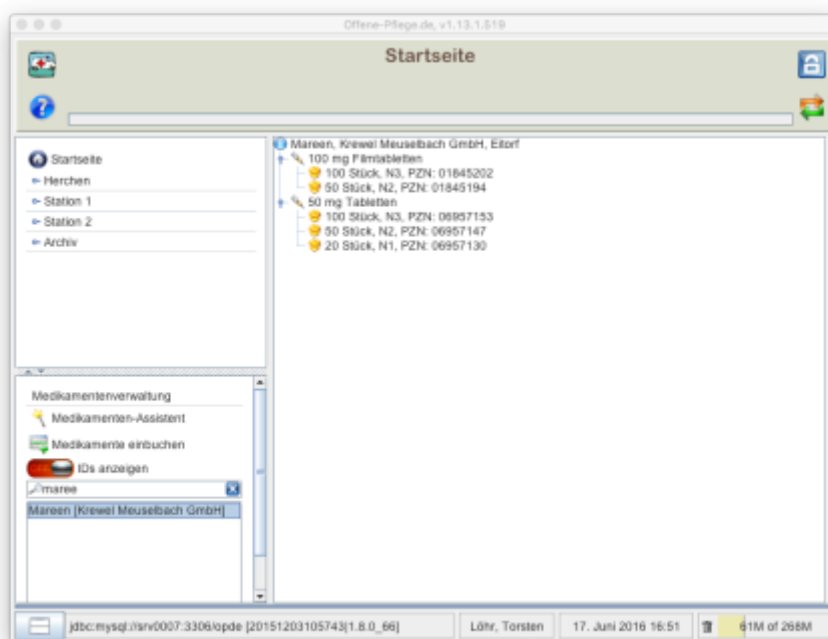 Offene-Pflege.de, v1.13.1.519
Startseite
Startseite
Herchen
Station 1
Station 2
Archiv
Mareen, Krewel Meuselbach GmbH, Eitorf
100 mg Filmtabletten
100 Stück, N3, PZN: 01845202
50 Stück, N2, PZN: 01845194
50 mg Tabletten
100 Stück, N3, PZN: 06957153
50 Stück, N2, PZN: 06957147
20 Stück, N1, PZN: 06957130
Medikamentenverwaltung
Medikamenten-Assistent
Medikamente einbuchen
IDs anzeigen
maree
Mareen [Krewel Meuselbach GmbH]
jdbc:mysql://srv0007:3306/opde [20151203105743|1.8.0_66]
Löhr, Torsten
17. Juni 2016 16:51
61M of 268M